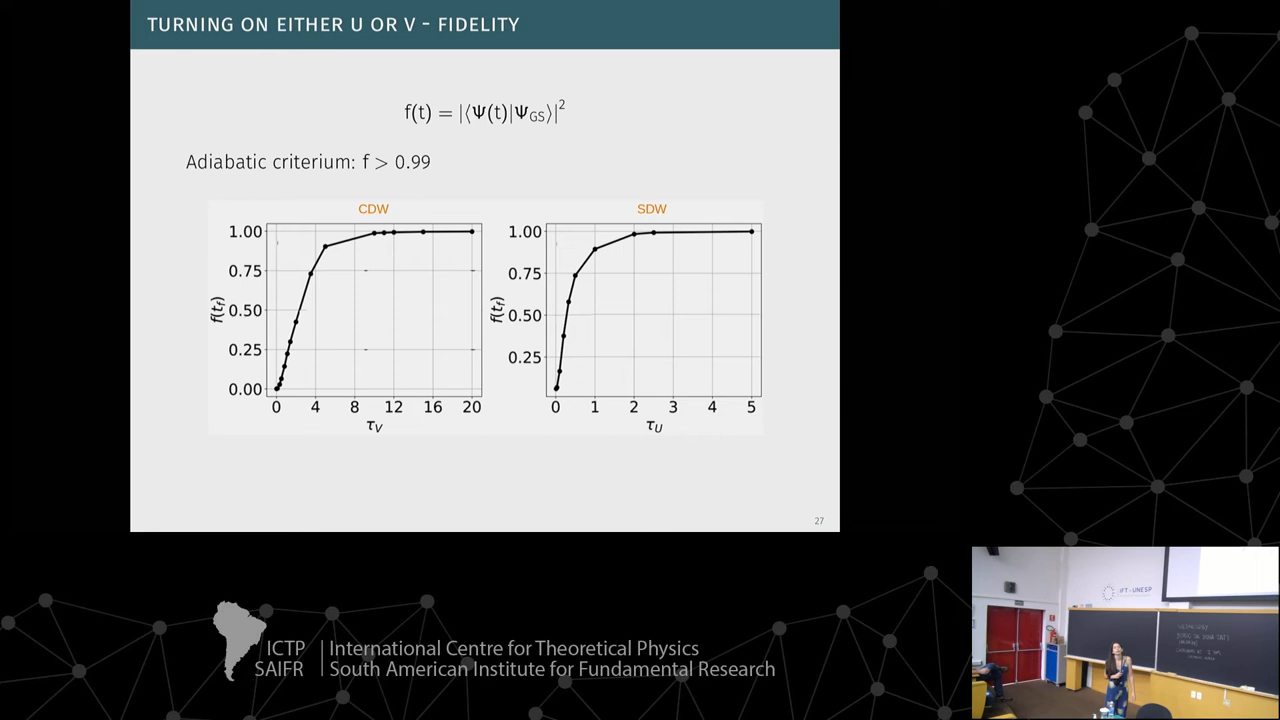 TURNING ON EITHER U OR V - FIDELITY
f(t) = |⟨Ψ(t)|Ψ_GS⟩|²
Adiabatic criterium: f > 0.99
CDW
1.00
0.75
0.50
0.25
0.00
f(t_f)
0 4 8 12 16 20
τ_V
SDW
1.00
0.75
0.50
0.25
f(t_f)
0 1 2 3 4 5
τ_U
27
ICTP
SAIFR
International Centre for Theoretical Physics
South American Institute for Fundamental Research
IFT - UNESP